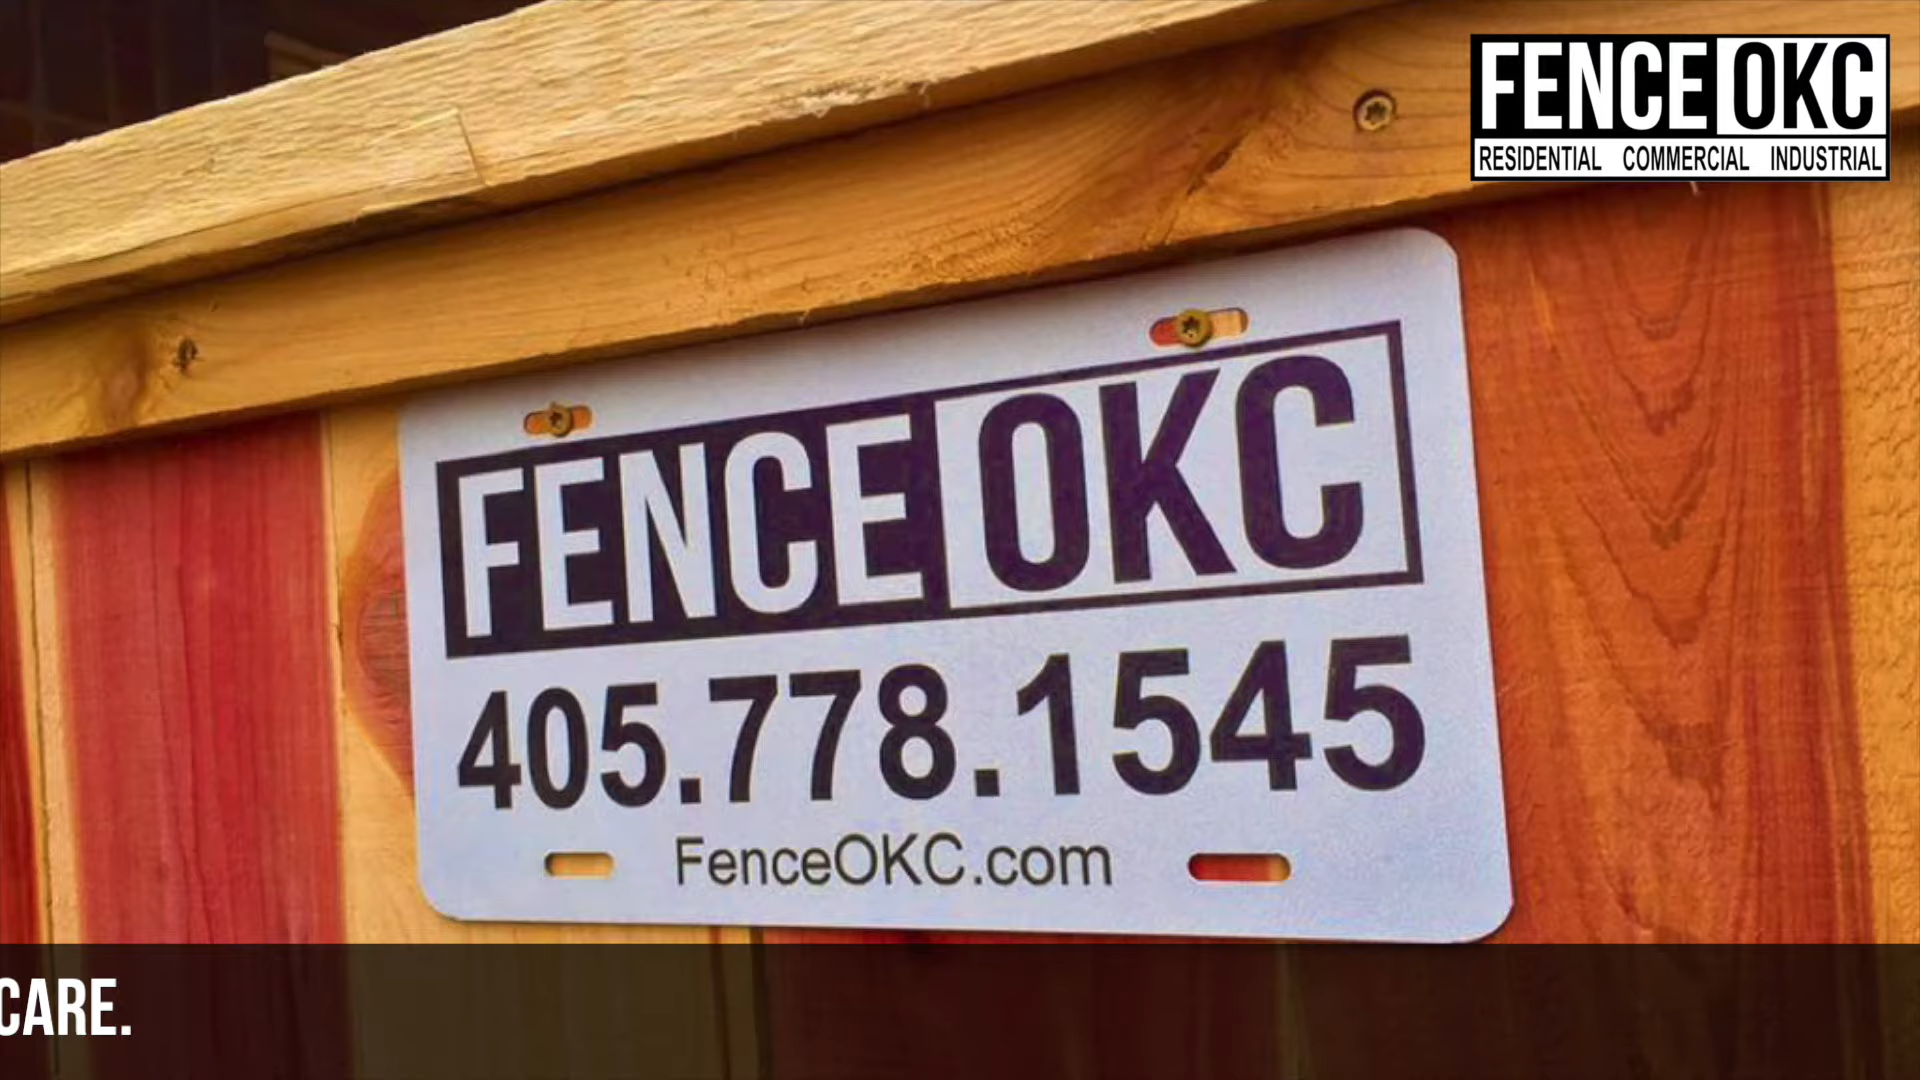 FENCE OKC
RESIDENTIAL COMMERCIAL INDUSTRIAL
FENCE OKC
405.778.1545
FenceOKC.com
CARE.